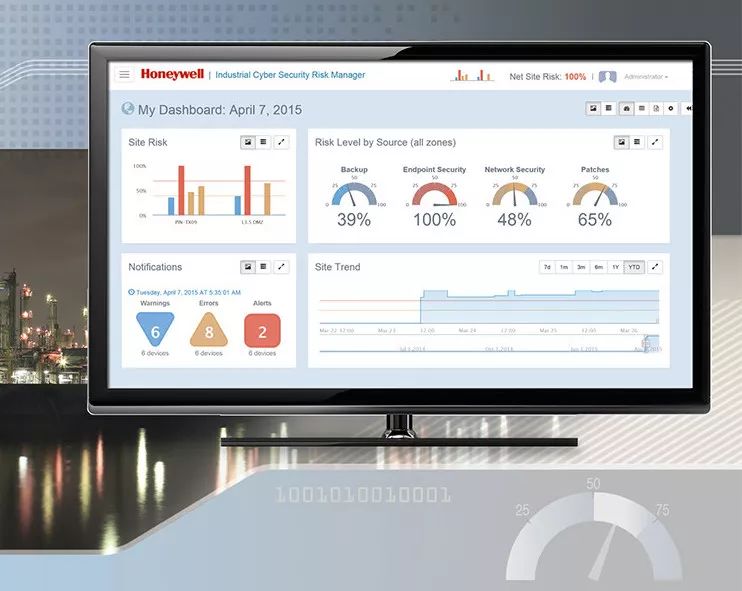 Honeywell | Industrial Cyber Security Risk Manager
Net Site Risk: 100% | Administrator
My Dashboard: April 7, 2015
Site Risk
100%
50%
0%
PIN-TX09 L3.5 DMZ
Risk Level by Source (all zones)
Backup Endpoint Security Network Security Patches
50 50 50 50
25 75 25 75 25 75 25 75
0 100 0 100 0 100 0 100
39% 100% 48% 65%
Notifications
Tuesday, April 7, 2015 AT 5:35:01 AM
Warnings Errors Alerts
6 8 2
6 devices 6 devices 6 devices
Site Trend
7d 1m 3m 6m 1Y YTD
0
Mar 22 12:00 Mar 23 12:00 Mar 24 12:00 Mar 25 12:00 Mar 26
Jul 1 2014 Oct 1 2014 Jan 1 2015
1001010010001
50
25 75